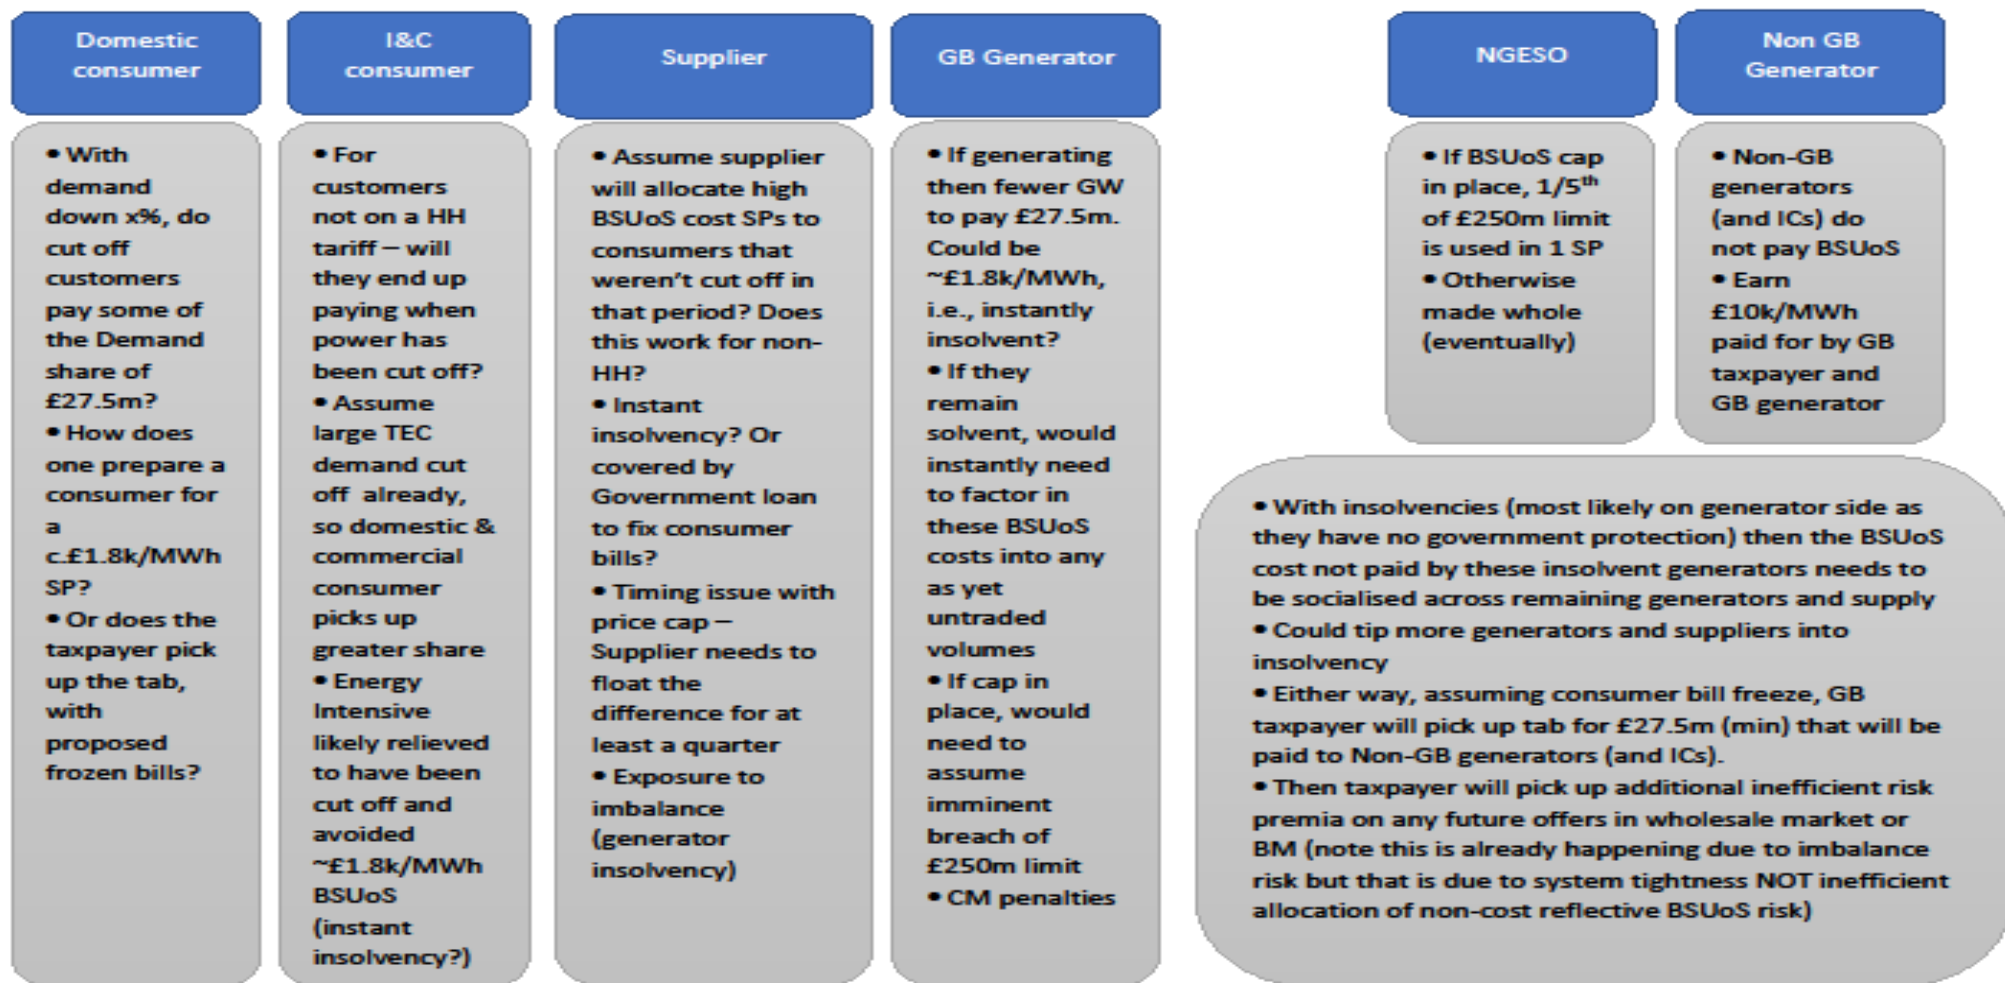 Domestic
consumer
• With
demand
down x%, do
cut off
customers
pay some of
the Demand
share of
£27.5m?
• How does
one prepare a
consumer for
a
c.£1.8k/MWh
SP?
• Or does the
taxpayer pick
up the tab,
with
proposed
frozen bills?
I&C
consumer
• For
customers
not on a HH
tariff – will
they end up
paying when
power has
been cut off?
• Assume
large TEC
demand cut
off already,
so domestic &
commercial
consumer
picks up
greater share
• Energy
Intensive
likely relieved
to have been
cut off and
avoided
~£1.8k/MWh
BSUoS
(instant
insolvency?)
Supplier
• Assume supplier
will allocate high
BSUoS cost SPs to
consumers that
weren't cut off in
that period? Does
this work for non-
HH?
• Instant
insolvency? Or
covered by
Government loan
to fix consumer
bills?
• Timing issue with
price cap –
Supplier needs to
float the
difference for at
least a quarter
• Exposure to
imbalance
(generator
insolvency)
GB Generator
• If generating
then fewer GW
to pay £27.5m.
Could be
~£1.8k/MWh,
i.e., instantly
insolvent?
• If they
remain
solvent, would
instantly need
to factor in
these BSUoS
costs into any
as yet
untraded
volumes
• If cap in
place, would
need to
assume
imminent
breach of
£250m limit
• CM penalties
NGESO
• If BSUoS cap
in place, 1/5th
of £250m limit
is used in 1 SP
• Otherwise
made whole
(eventually)
Non GB
Generator
• Non-GB
generators
(and ICs) do
not pay BSUoS
• Earn
£10k/MWh
paid for by GB
taxpayer and
GB generator
• With insolvencies (most likely on generator side as
they have no government protection) then the BSUoS
cost not paid by these insolvent generators needs to
be socialised across remaining generators and supply
• Could tip more generators and suppliers into
insolvency
• Either way, assuming consumer bill freeze, GB
taxpayer will pick up tab for £27.5m (min) that will be
paid to Non-GB generators (and ICs).
• Then taxpayer will pick up additional inefficient risk
premia on any future offers in wholesale market or
BM (note this is already happening due to imbalance
risk but that is due to system tightness NOT inefficient
allocation of non-cost reflective BSUoS risk)